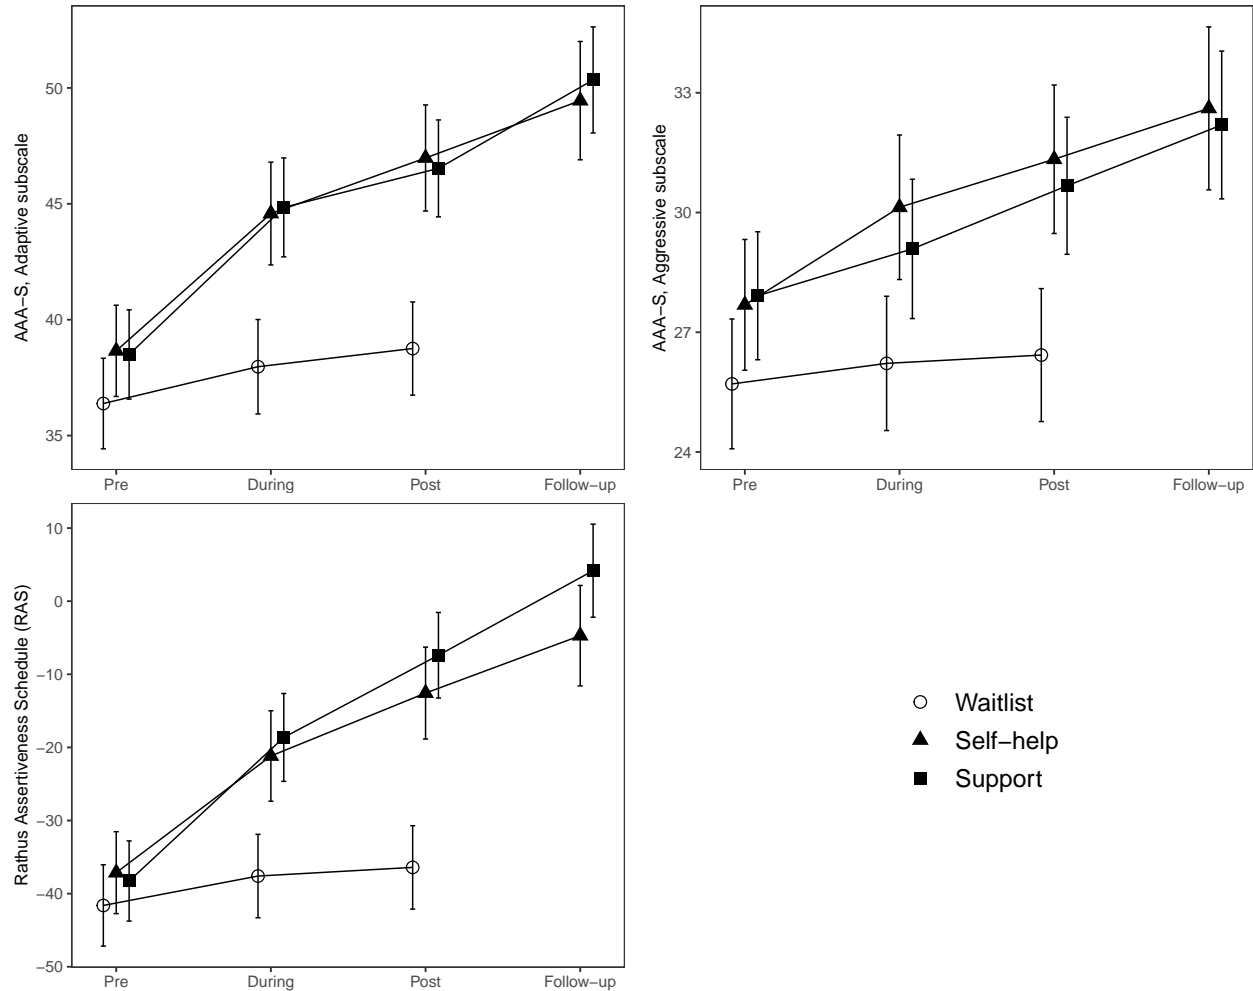 AAA−S, Adaptive subscale
50
45
40
35
Pre During Post Follow−up
AAA−S, Aggressive subscale
33
30
27
24
Pre During Post Follow−up
Rathus Assertiveness Schedule (RAS)
10
0
−10
−20
−30
−40
−50
Pre During Post Follow−up
Waitlist
Self−help
Support